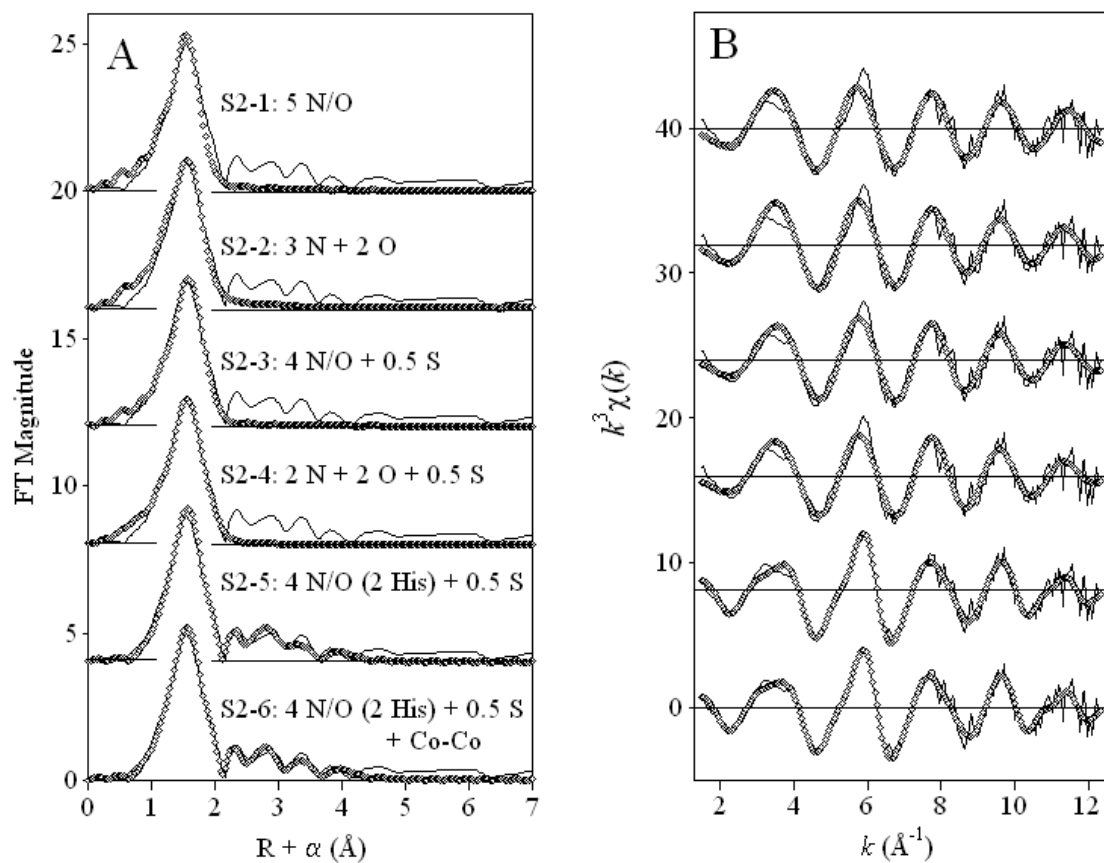 A
25
S2-1: 5 N/O
20
S2-2: 3 N + 2 O
15
S2-3: 4 N/O + 0.5 S
10
S2-4: 2 N + 2 O + 0.5 S
S2-5: 4 N/O (2 His) + 0.5 S
5
S2-6: 4 N/O (2 His) + 0.5 S
+ Co-Co
0
0 1 2 3 4 5 6 7
R + α (Å)
FT Magnitude
B
40
30
20
10
0
2 4 6 8 10 12
k (Å⁻¹)
k³χ(k)